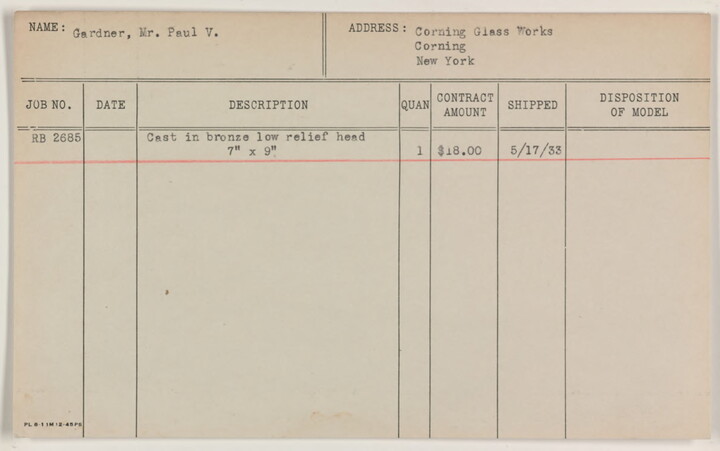 NAME: Gardner, Mr. Paul V.
ADDRESS: Corning Glass Works
Corning
New York
JOB NO. DATE DESCRIPTION QUAN CONTRACT AMOUNT SHIPPED DISPOSITION OF MODEL
RB 2685 Cast in bronze low relief head
7" x 9" 1 $18.00 5/17/33